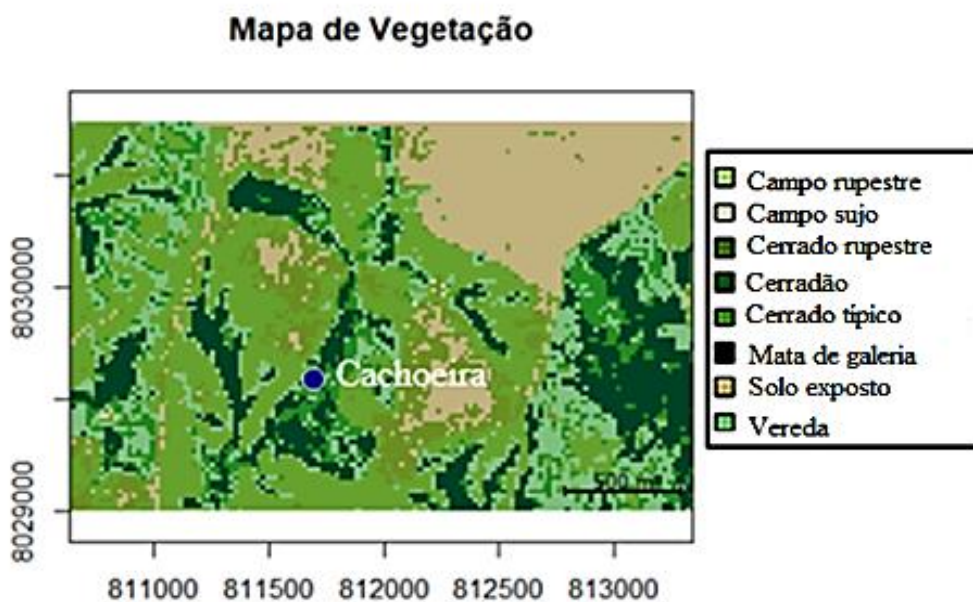 Mapa de Vegetação
8030000
8029000
Cachoeira
500 m
811000 811500 812000 812500 813000
Campo rupestre
Campo sujo
Cerrado rupestre
Cerradão
Cerrado típico
Mata de galeria
Solo exposto
Vereda